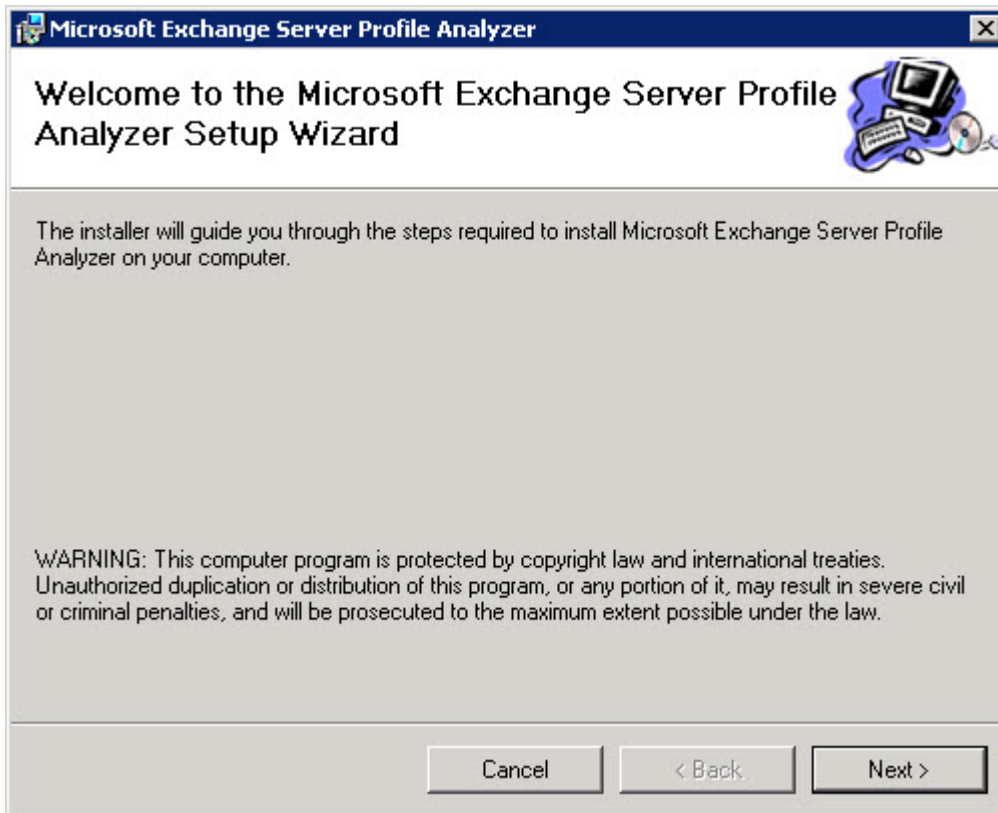 Microsoft Exchange Server Profile Analyzer
Welcome to the Microsoft Exchange Server Profile
Analyzer Setup Wizard
The installer will guide you through the steps required to install Microsoft Exchange Server Profile
Analyzer on your computer.
WARNING: This computer program is protected by copyright law and international treaties.
Unauthorized duplication or distribution of this program, or any portion of it, may result in severe civil
or criminal penalties, and will be prosecuted to the maximum extent possible under the law.
Cancel
< Back
Next >